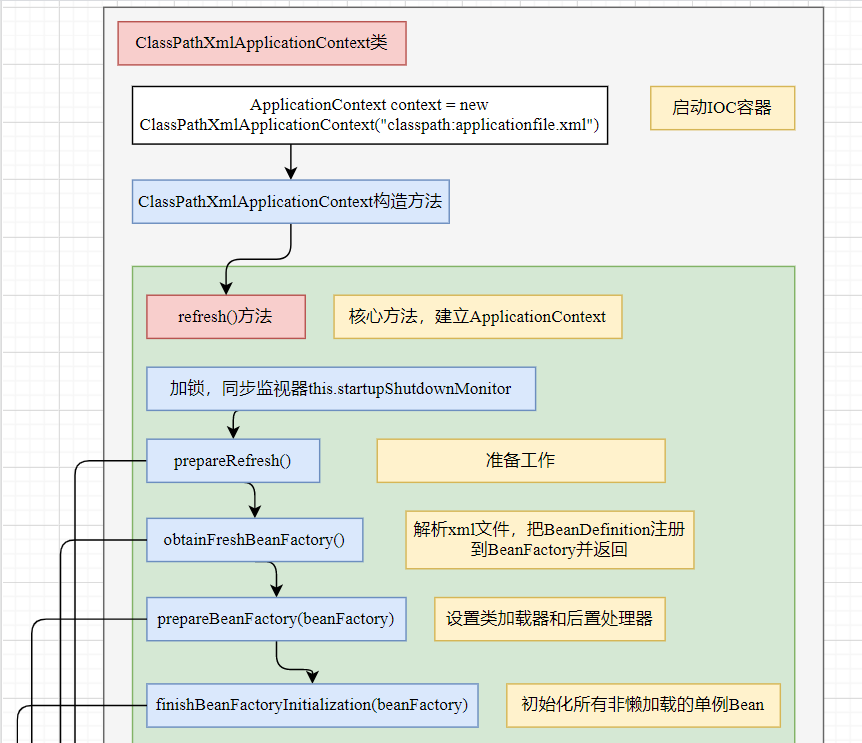 ClassPathXmlApplicationContext类
ApplicationContext context = new
ClassPathXmlApplicationContext("classpath:applicationfile.xml")
启动IOC容器
ClassPathXmlApplicationContext构造方法
refresh()方法
核心方法，建立ApplicationContext
加锁，同步监视器this.startupShutdownMonitor
prepareRefresh()
准备工作
obtainFreshBeanFactory()
解析xml文件，把BeanDefinition注册
到BeanFactory并返回
prepareBeanFactory(beanFactory)
设置类加载器和后置处理器
finishBeanFactoryInitialization(beanFactory)
初始化所有非懒加载的单例Bean